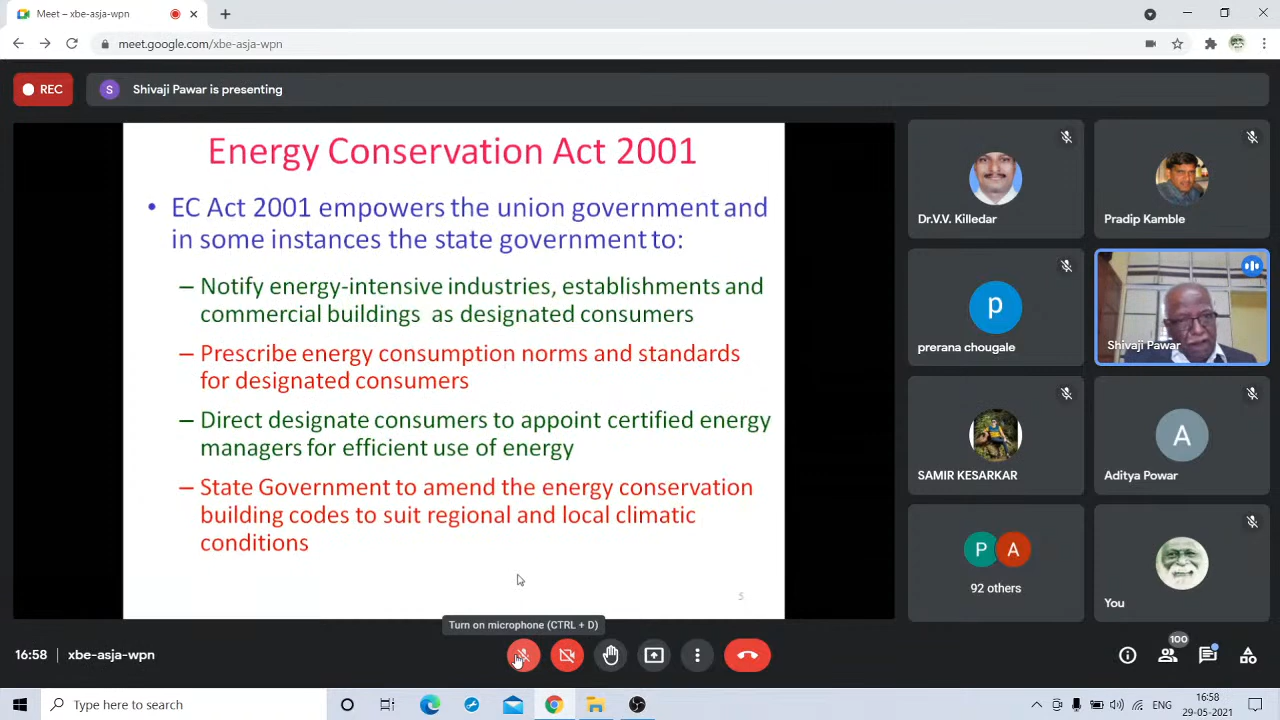 Meet – xbe-asja-wpn
meet.google.com/xbe-asja-wpn
REC
S
Shivaji Pawar is presenting
Energy Conservation Act 2001
• EC Act 2001 empowers the union government and
in some instances the state government to:
– Notify energy-intensive industries, establishments and
commercial buildings as designated consumers
– Prescribe energy consumption norms and standards
for designated consumers
– Direct designate consumers to appoint certified energy
managers for efficient use of energy
– State Government to amend the energy conservation
building codes to suit regional and local climatic
conditions
5
Dr.V.V. Killedar
Pradip Kamble
p
prerana chougale
Shivaji Pawar
SAMIR KESARKAR
A
Aditya Powar
P A
92 others
You
Turn on microphone (CTRL + D)
16:58 | xbe-asja-wpn
100
Type here to search
ENG
16:58
29-05-2021